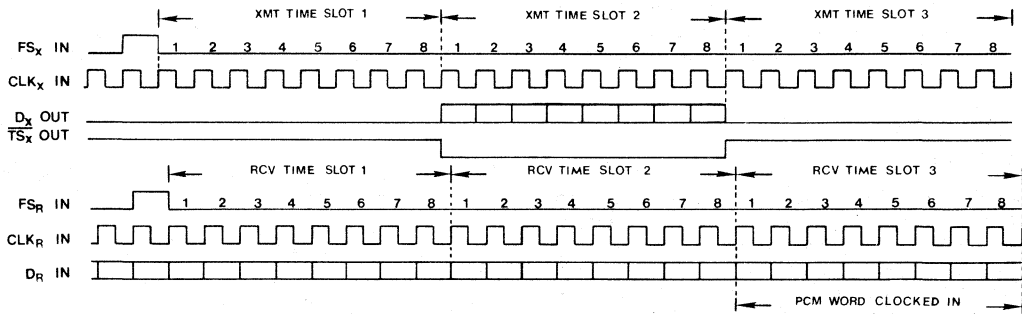 XMT TIME SLOT 1 XMT TIME SLOT 2 XMT TIME SLOT 3
FSX IN 1 2 3 4 5 6 7 8 1 2 3 4 5 6 7 8 1 2 3 4 5 6 7 8
CLKX IN
DX OUT
TSX OUT
RCV TIME SLOT 1 RCV TIME SLOT 2 RCV TIME SLOT 3
FSR IN 1 2 3 4 5 6 7 8 1 2 3 4 5 6 7 8 1 2 3 4 5 6 7 8
CLKR IN
DR IN
PCM WORD CLOCKED IN